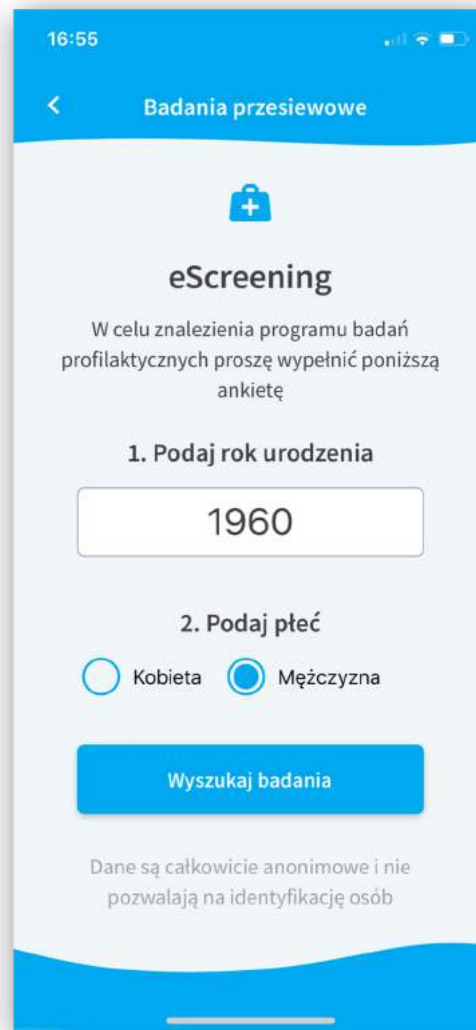 16:55
Badania przesiewowe
eScreening
W celu znalezienia programu badań
profilaktycznych proszę wypełnić poniższą
ankietę
1. Podaj rok urodzenia
1960
2. Podaj płeć
Kobieta Mężczyzna
Wyszukaj badania
Dane są całkowicie anonimowe i nie
pozwalają na identyfikację osób